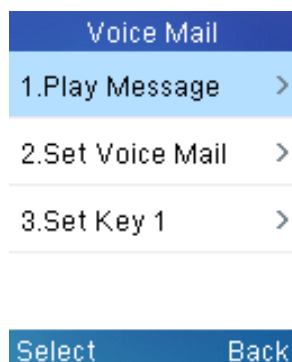 Voice Mail
1.Play Message
2.Set Voice Mail
3.Set Key 1
Select Back